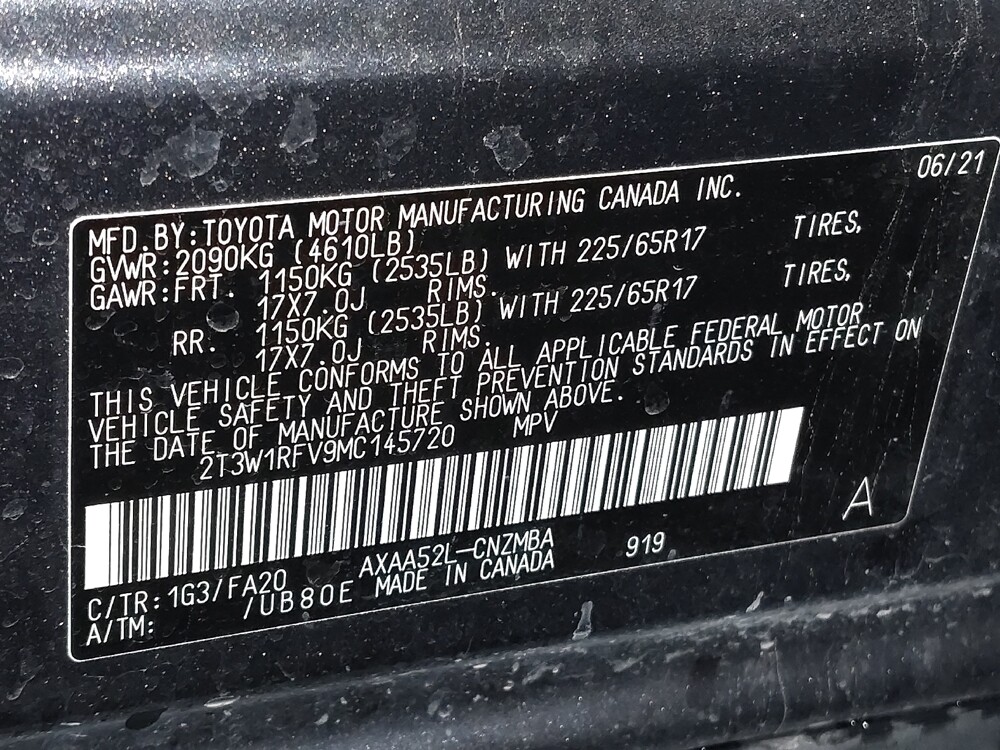 06/21
MFD.BY:TOYOTA MOTOR MANUFACTURING CANADA INC.
GVWR:2090KG (4610LB)
GAWR:FRT. 1150KG (2535LB) WITH 225/65R17 TIRES,
17X7.0J RIMS.
RR. 1150KG (2535LB) WITH 225/65R17 TIRES,
17X7.0J RIMS.
THIS VEHICLE CONFORMS TO ALL APPLICABLE FEDERAL MOTOR
VEHICLE SAFETY AND THEFT PREVENTION STANDARDS IN EFFECT ON
THE DATE OF MANUFACTURE SHOWN ABOVE.
2T3W1RFV9MC145720 MPV
A
C/TR:1G3/FA20 AXAA52L-CNZMBA 919
A/TM: /UB80E MADE IN CANADA